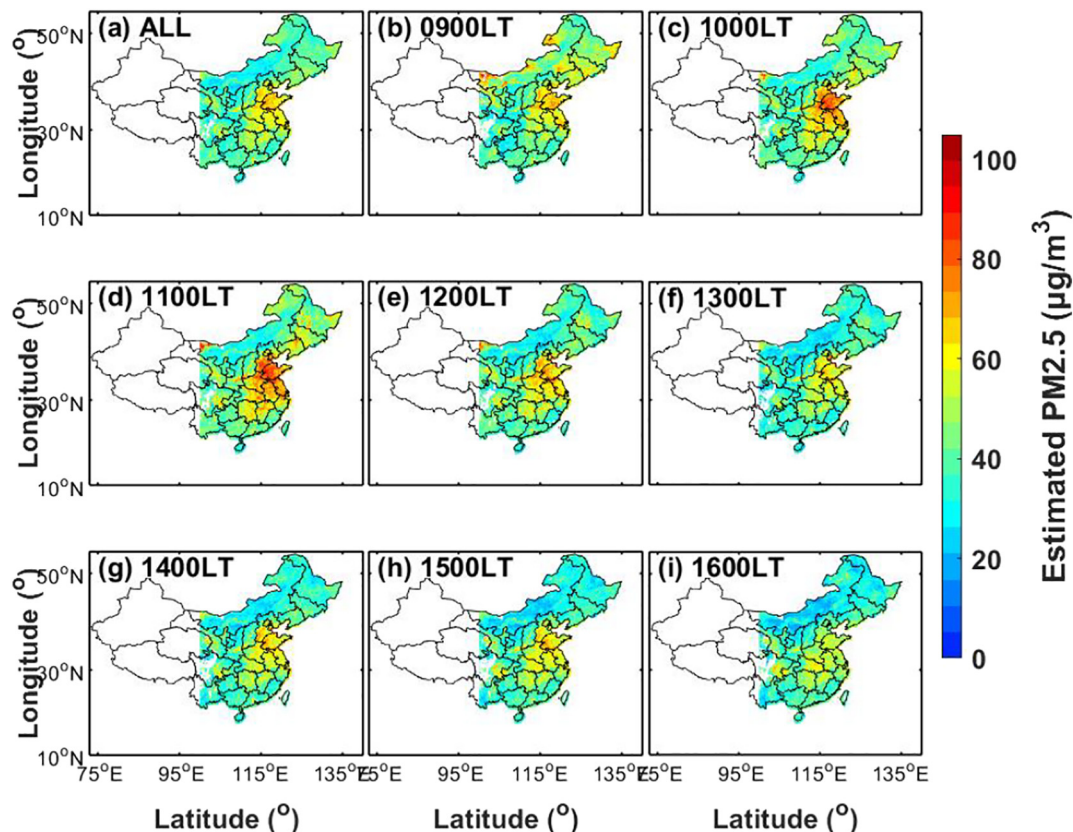 (a) ALL
(b) 0900LT
(c) 1000LT
50°N
30°N
10°N
Longitude (°)
(d) 1100LT
(e) 1200LT
(f) 1300LT
50°N
30°N
10°N
Longitude (°)
(g) 1400LT
(h) 1500LT
(i) 1600LT
50°N
30°N
10°N
Longitude (°)
75°E 95°E 115°E 135°E
75°E 95°E 115°E 135°E
75°E 95°E 115°E 135°E
Latitude (°)
Latitude (°)
Latitude (°)
100
80
60
40
20
0
Estimated PM2.5 (µg/m³)